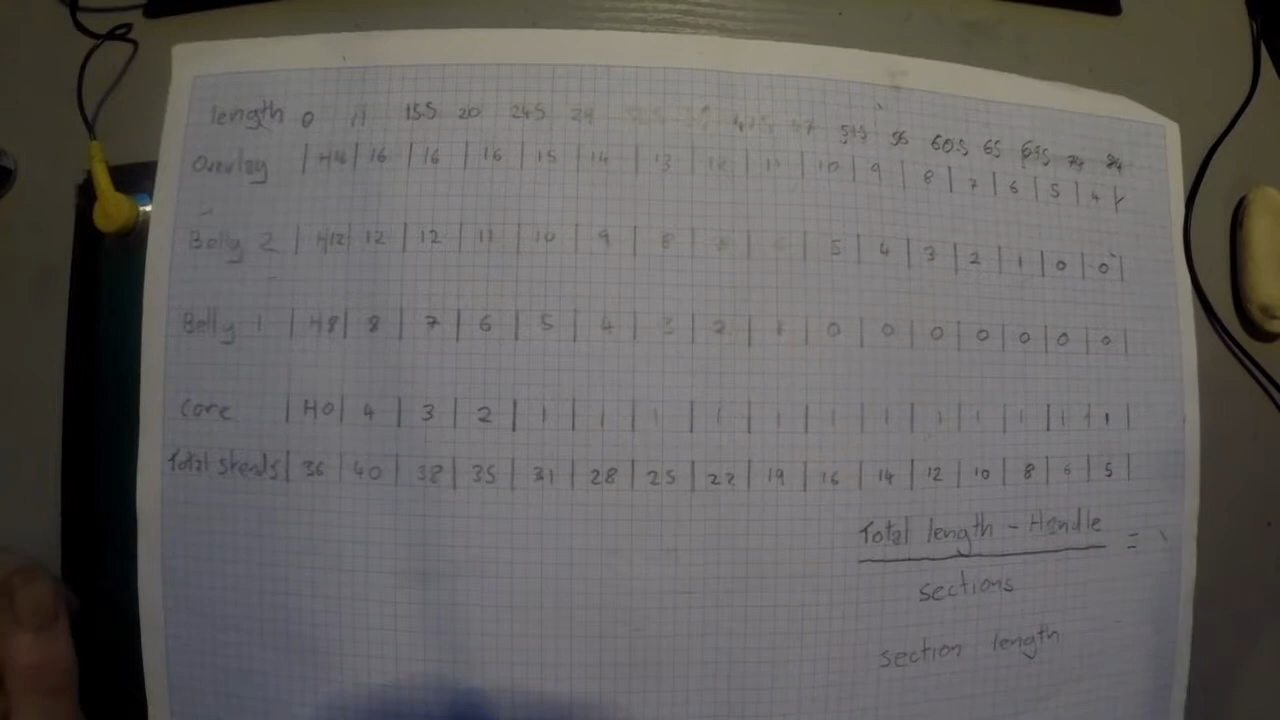 length 0 11 15.5 20 24.5 29 47 51.5 56 60.5 65 69.5 74 84
Overlay | H16 | 16 | 16 | 16 | 15 | 14 | 13 | 11 | 10 | 9 | 8 | 7 | 6 | 5 | 4 |
Belly 2 | H12 | 12 | 12 | 11 | 10 | 9 | 8 | 5 | 4 | 3 | 2 | 1 | 0 | 0 |
Belly 1 | H8 | 8 | 7 | 6 | 5 | 4 | 3 | 2 | 1 | 0 | 0 | 0 | 0 | 0 | 0 | 0 |
Core | H0 | 4 | 3 | 2 | 1 | 1 | 1 | 1 | 1 | 1 | 1 | 1 | 1 | 1 | 1 | 1 |
Total | 36 | 40 | 38 | 35 | 31 | 28 | 25 | 22 | 19 | 16 | 14 | 12 | 10 | 8 | 6 | 5 |
Total length - Handle =
sections
section length